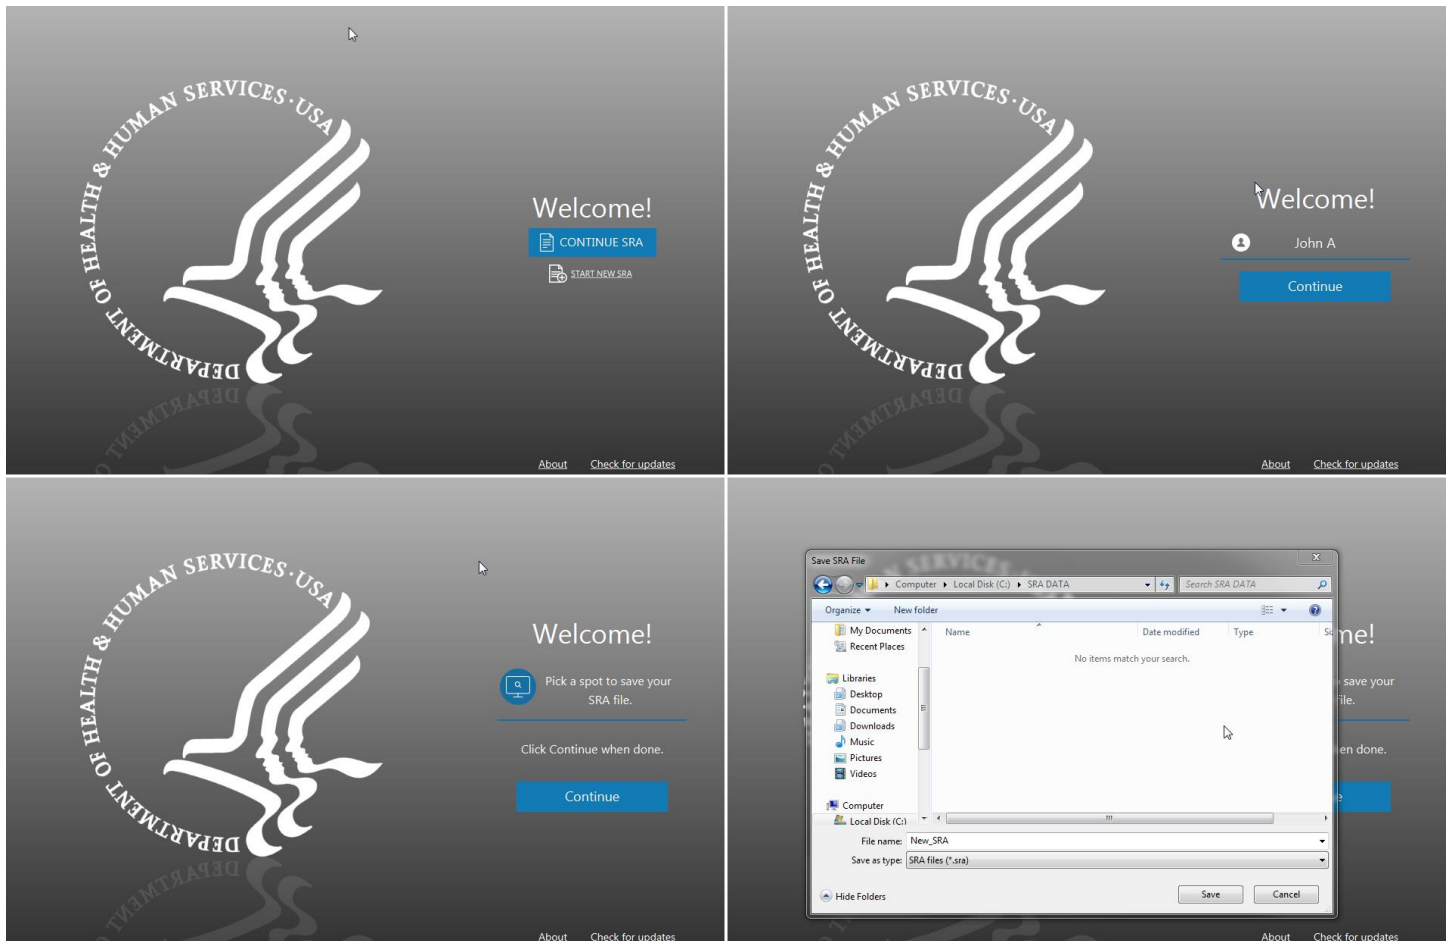 DEPARTMENT OF HEALTH & HUMAN SERVICES · USA
Welcome!
CONTINUE SRA
START NEW SRA
About Check for updates
DEPARTMENT OF HEALTH & HUMAN SERVICES · USA
Welcome!
John A
Continue
About Check for updates
DEPARTMENT OF HEALTH & HUMAN SERVICES · USA
Welcome!
Pick a spot to save your
SRA file.
Click Continue when done.
Continue
About Check for updates
Save SRA File
Computer Local Disk (C:) SRA DATA Search SRA DATA
Organize New folder
My Documents Name Date modified Type
Recent Places
No items match your search.
Libraries
Desktop
Documents
Downloads
Music
Pictures
Videos
Computer
Local Disk (C:)
File name: New_SRA
Save as type: SRA files (*.sra)
Hide Folders Save Cancel
save your
file.
en done.
About Check for updates